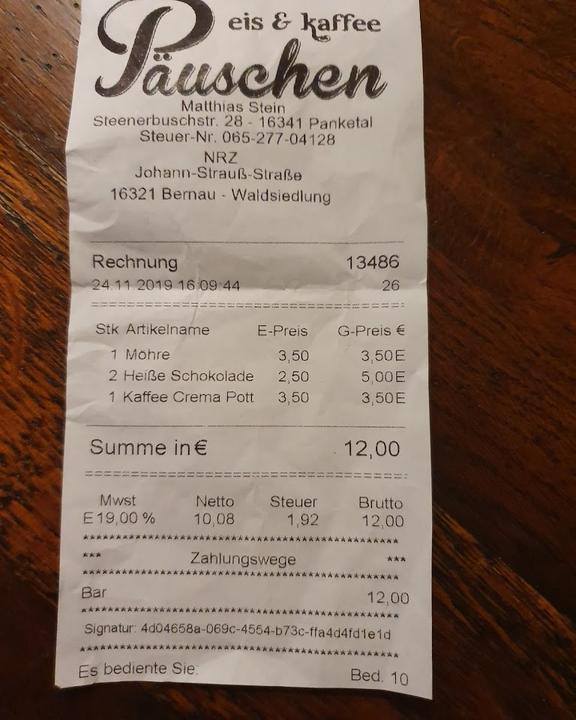 eis & kaffee
Päuschen
Matthias Stein
Steenerbuschstr. 28 - 16341 Panketal
Steuer-Nr. 065-277-04128
NRZ
Johann-Strauß-Straße
16321 Bernau - Waldsiedlung
Rechnung 13486
24.11.2019 16:09:44 26
================================================
Stk Artikelname E-Preis G-Preis €
1 Möhre 3,50 3,50E
2 Heiße Schokolade 2,50 5,00E
1 Kaffee Crema Pott 3,50 3,50E
Summe in€ 12,00
================================================
Mwst Netto Steuer Brutto
E19,00 % 10,08 1,92 12,00
************************************************
*** Zahlungswege ***
************************************************
Bar 12,00
************************************************
Signatur: 4d04658a-069c-4554-b73c-ffa4d4fd1e1d
************************************************
Es bediente Sie: Bed. 10